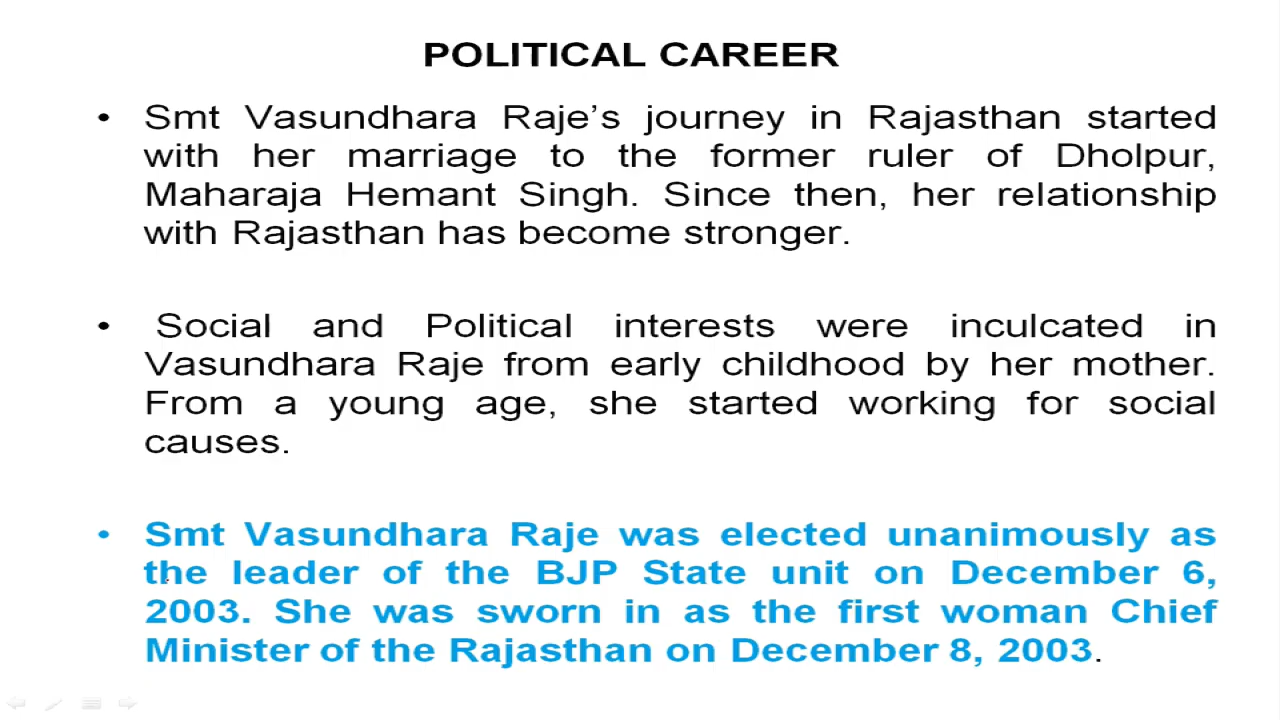 POLITICAL CAREER
• Smt Vasundhara Raje’s journey in Rajasthan started
with her marriage to the former ruler of Dholpur,
Maharaja Hemant Singh. Since then, her relationship
with Rajasthan has become stronger.
• Social and Political interests were inculcated in
Vasundhara Raje from early childhood by her mother.
From a young age, she started working for social
causes.
• Smt Vasundhara Raje was elected unanimously as
the leader of the BJP State unit on December 6,
2003. She was sworn in as the first woman Chief
Minister of the Rajasthan on December 8, 2003.